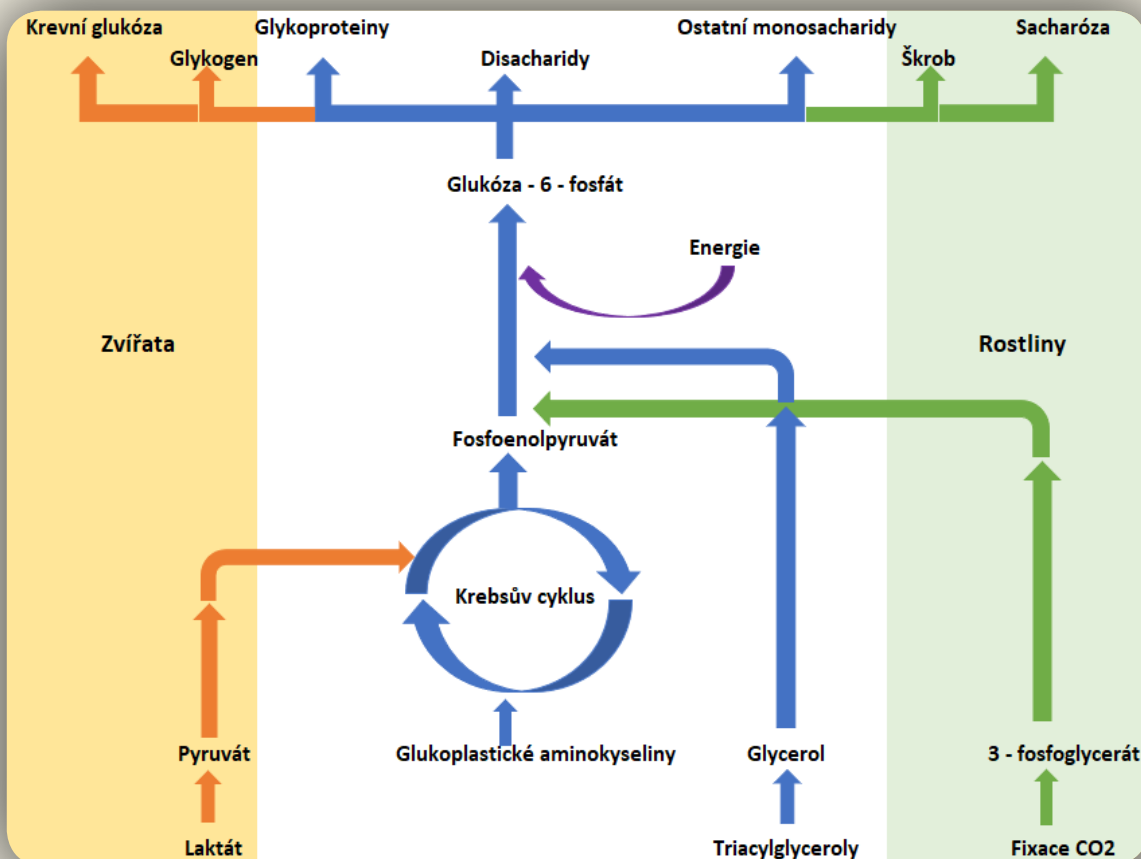 Krevní glukóza
Glykoproteiny
Ostatní monosacharidy
Sacharóza
Glykogen
Disacharidy
Škrob
Glukóza - 6 - fosfát
Energie
Zvířata
Rostliny
Fosfoenolpyruvát
Krebsův cyklus
Pyruvát
Glukoplastické aminokyseliny
Glycerol
3 - fosfoglycerát
Laktát
Triacylglyceroly
Fixace CO2